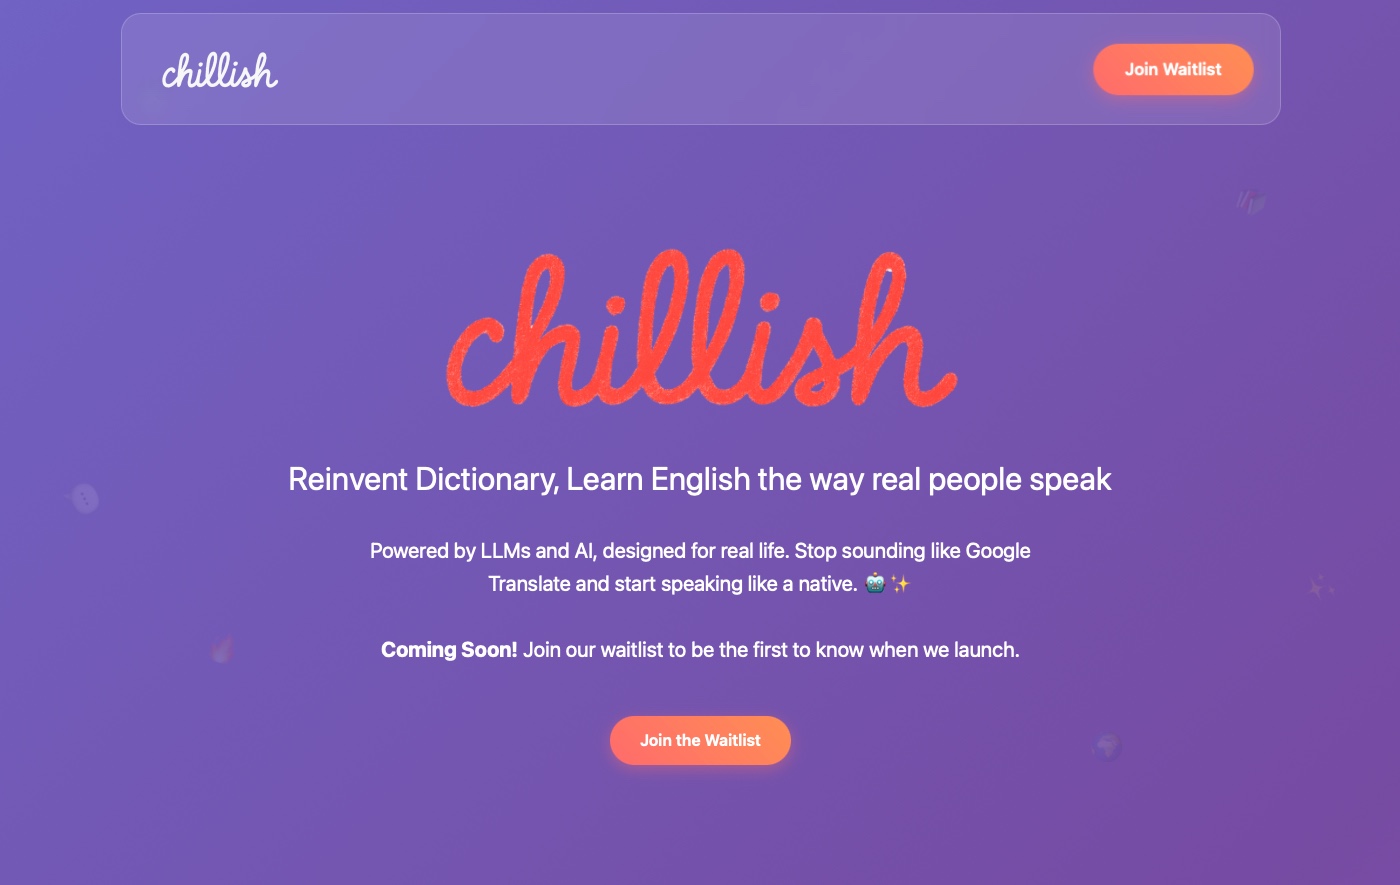 chillish
Join Waitlist
chillish
Reinvent Dictionary, Learn English the way real people speak
Powered by LLMs and AI, designed for real life. Stop sounding like Google
Translate and start speaking like a native. 🤖✨
Coming Soon! Join our waitlist to be the first to know when we launch.
Join the Waitlist